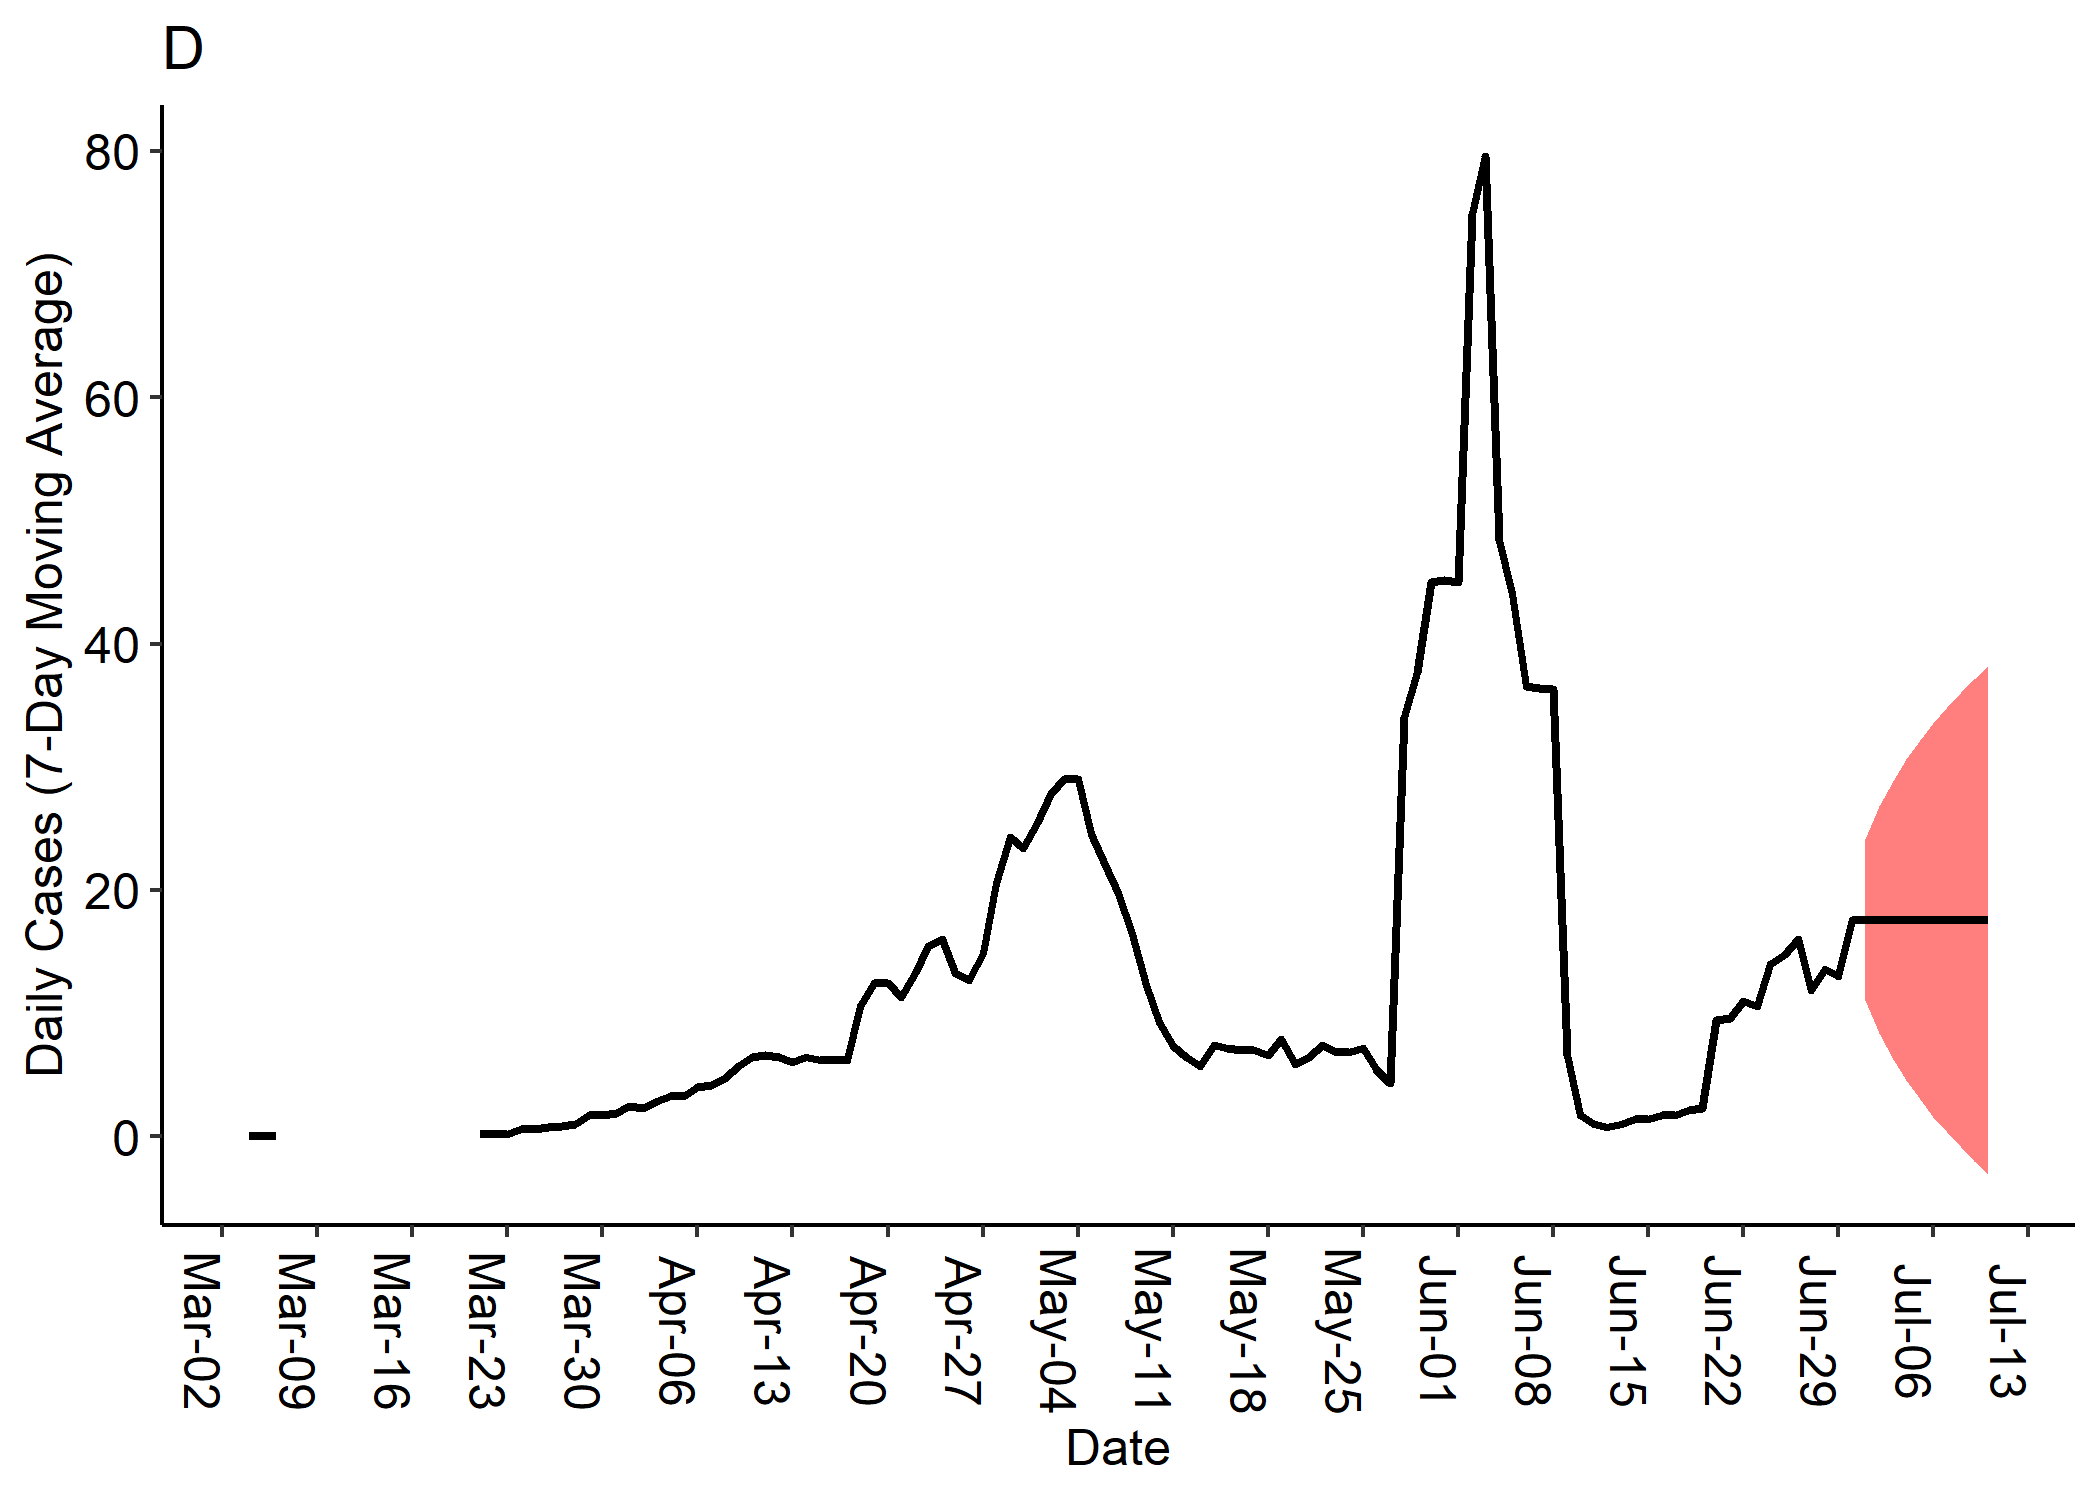 D
Daily Cases (7-Day Moving Average)
80
60
40
20
0
Mar-02
Mar-09
Mar-16
Mar-23
Mar-30
Apr-06
Apr-13
Apr-20
Apr-27
May-04
May-11
May-18
May-25
Jun-01
Jun-08
Jun-15
Jun-22
Jun-29
Jul-06
Jul-13
Date